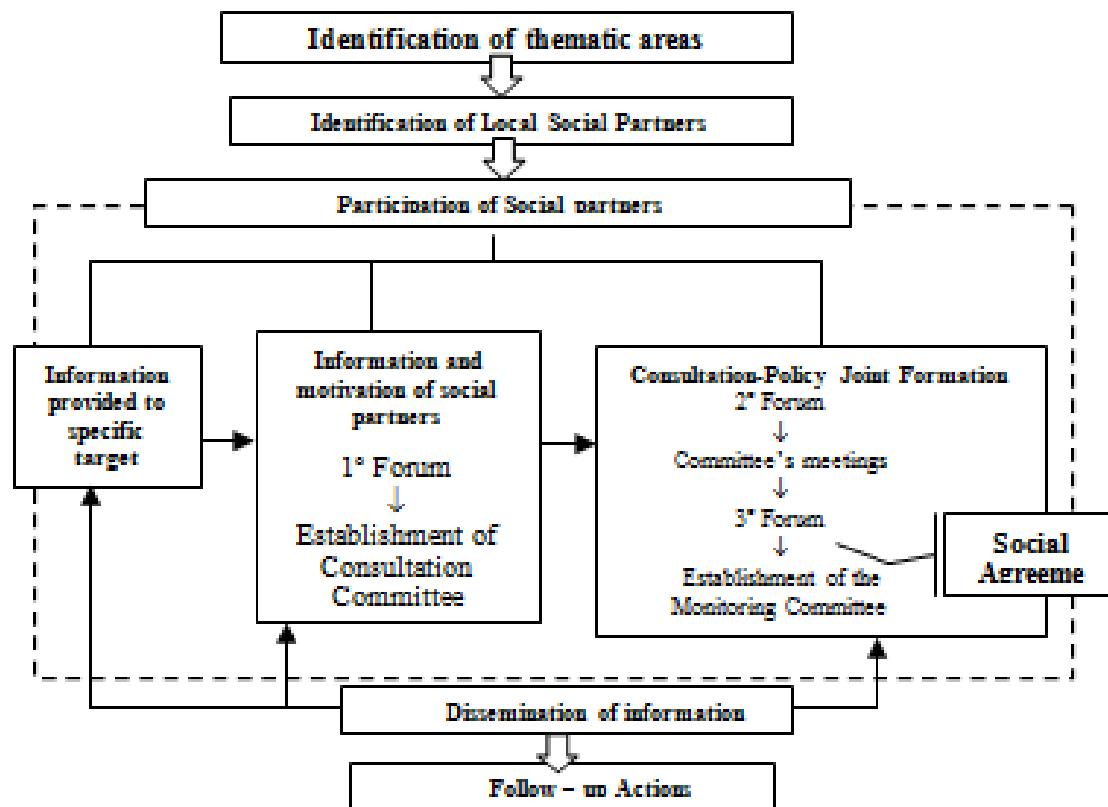 Identification of thematic areas
Identification of Local Social Partners
Participation of Social partners
Information
provided to
specific
target
Information and
motivation of social
partners
1° Forum
↓
Establishment of
Consultation
Committee
Consultation-Policy Joint Formation
2° Forum
↓
Committee's meetings
↓
3° Forum
↓
Establishment of the
Monitoring Committee
Social
Agreeme
Dissemination of information
Follow – up Actions